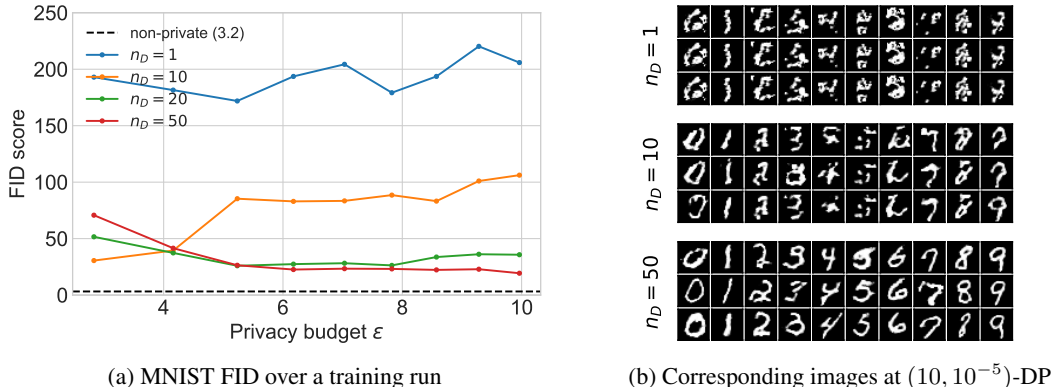 250
200
150
100
50
0
FID score
non-private (3.2)
n_D = 1
n_D = 10
n_D = 20
n_D = 50
4
6
8
10
Privacy budget ε
(a) MNIST FID over a training run
n_D = 1
n_D = 10
n_D = 50
(b) Corresponding images at (10, 10⁻⁵)-DP